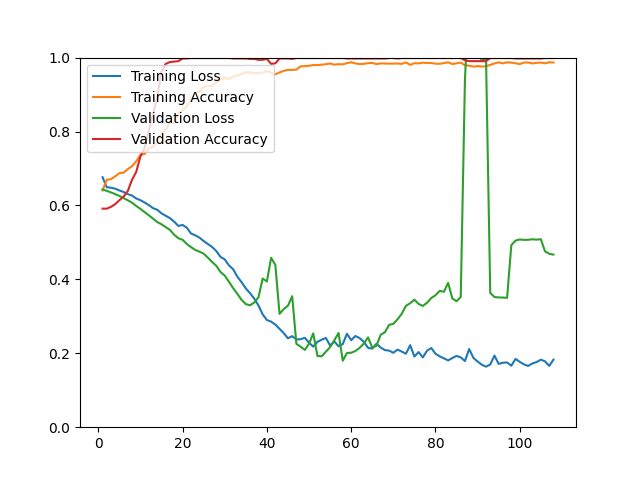 1.0
0.8
0.6
0.4
0.2
0.0
Training Loss
Training Accuracy
Validation Loss
Validation Accuracy
0 20 40 60 80 100